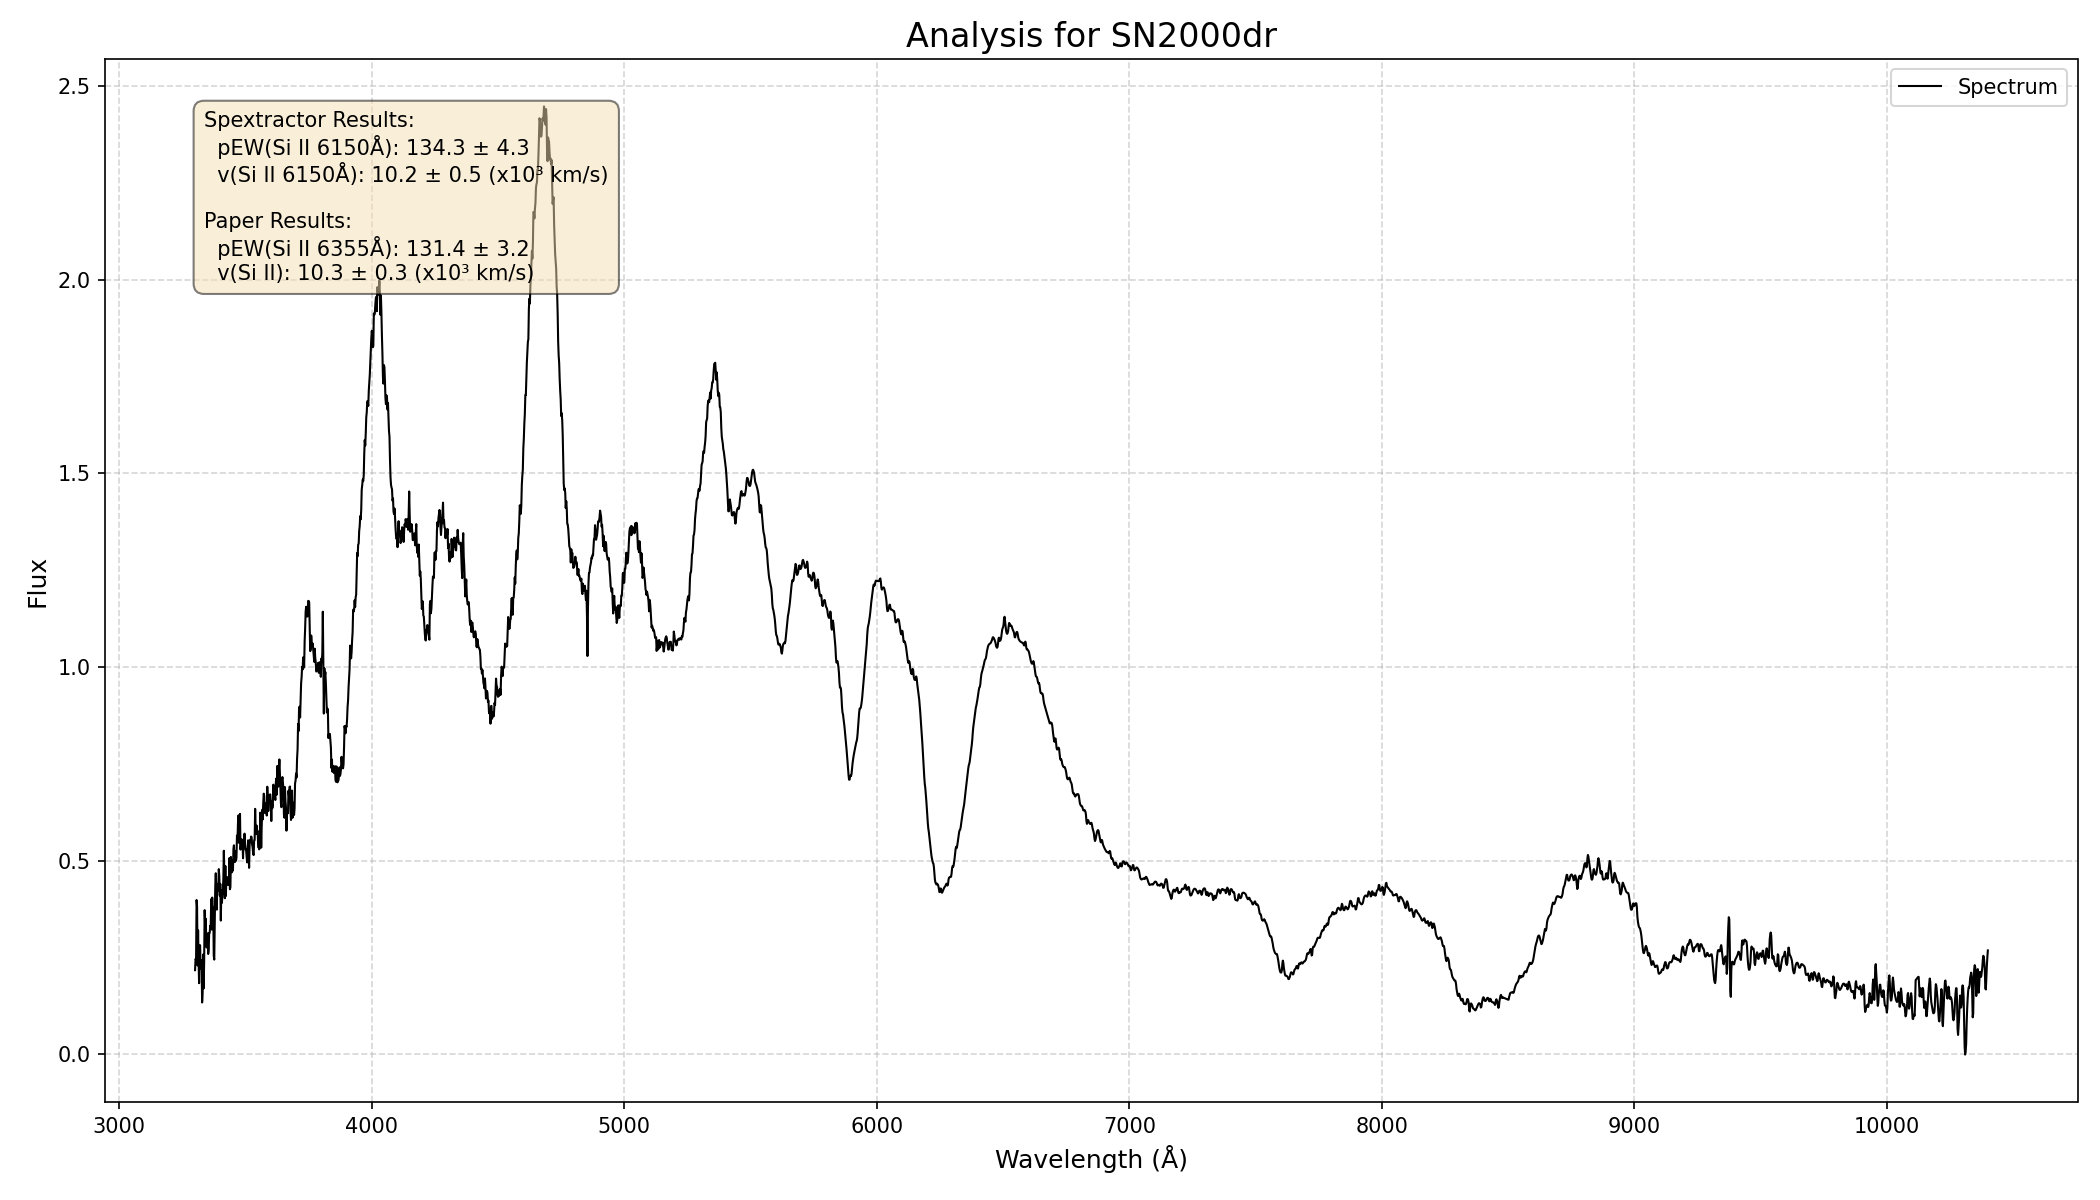 Analysis for SN2000dr
Spectrum
Spextractor Results:
pEW(Si II 6150Å): 134.3 ± 4.3
v(Si II 6150Å): 10.2 ± 0.5 (x10³ km/s)
Paper Results:
pEW(Si II 6355Å): 131.4 ± 3.2
v(Si II): 10.3 ± 0.3 (x10³ km/s)
Flux
2.5
2.0
1.5
1.0
0.5
0.0
3000 4000 5000 6000 7000 8000 9000 10000
Wavelength (Å)